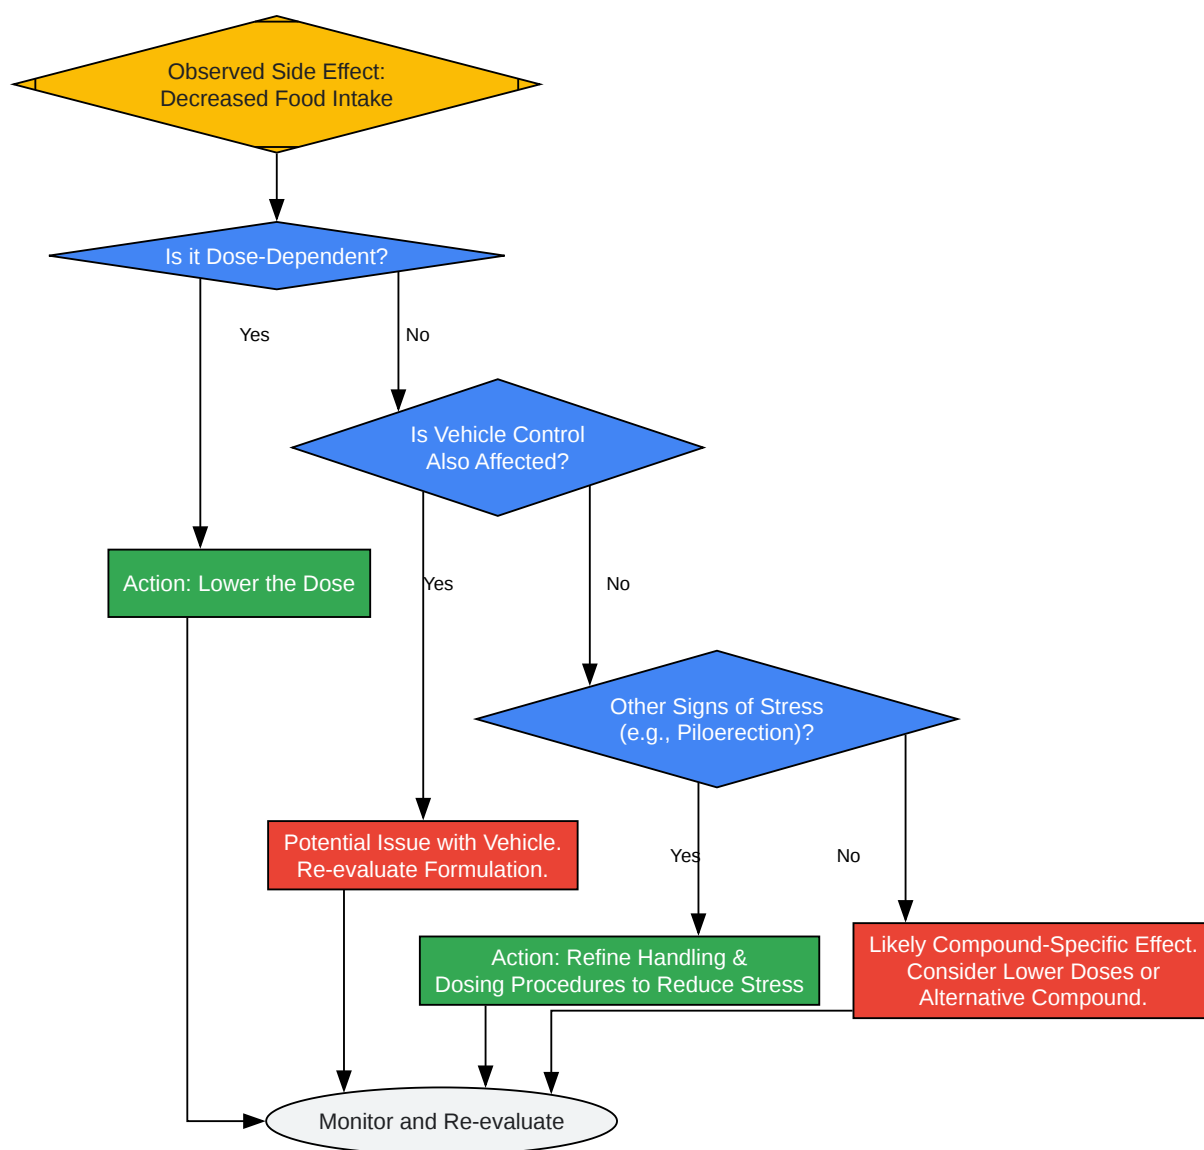 Observed Side Effect:
Decreased Food Intake
Is it Dose-Dependent?
Yes
No
Is Vehicle Control
Also Affected?
Action: Lower the Dose
Yes
No
Other Signs of Stress
(e.g., Piloerection)?
Potential Issue with Vehicle.
Re-evaluate Formulation.
Yes
No
Action: Refine Handling &
Dosing Procedures to Reduce Stress
Likely Compound-Specific Effect.
Consider Lower Doses or
Alternative Compound.
Monitor and Re-evaluate